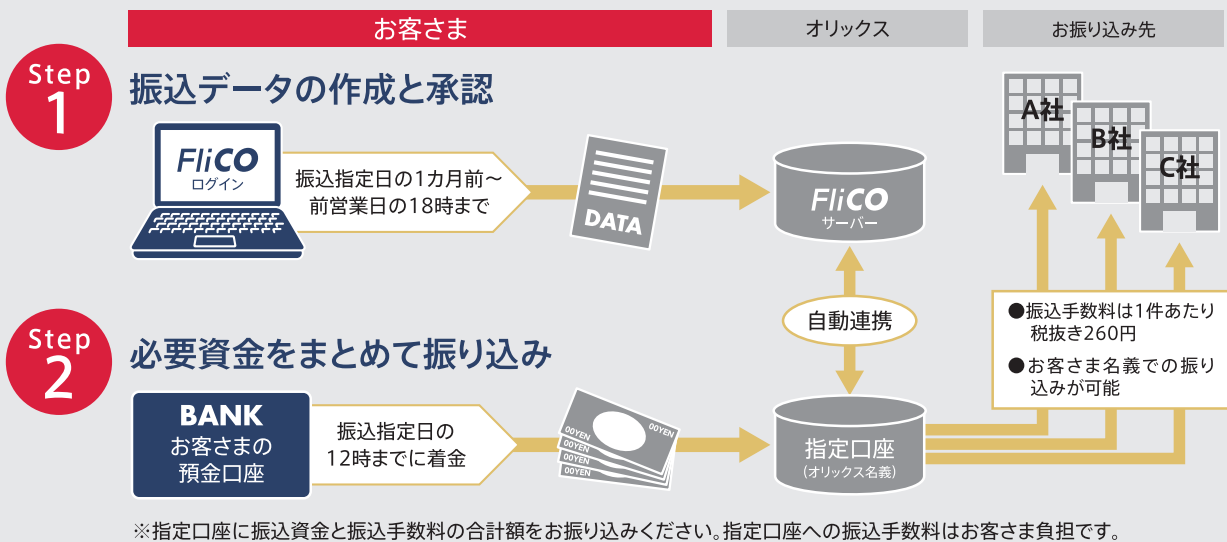 お客さま
オリックス
お振り込み先
Step
1
振込データの作成と承認
FliCO
ログイン
振込指定日の1カ月前～
前営業日の18時まで
DATA
FliCO
サーバー
A社
B社
C社
自動連携
●振込手数料は1件あたり
税抜き260円
●お客さま名義での振り
込みが可能
Step
2
必要資金をまとめて振り込み
BANK
お客さまの
預金口座
振込指定日の
12時までに着金
00YEN
00YEN
00YEN
00YEN
00YEN
指定口座
(オリックス名義)
※指定口座に振込資金と振込手数料の合計額をお振り込みください。指定口座への振込手数料はお客さま負担です。